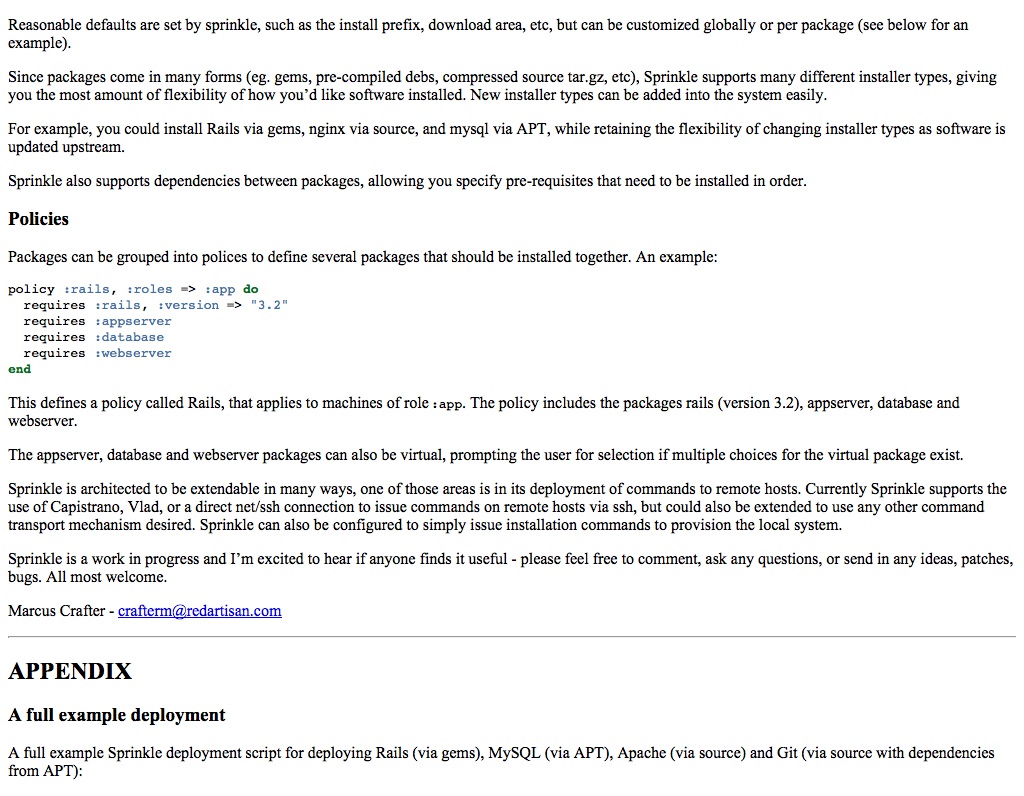 Reasonable defaults are set by sprinkle, such as the install prefix, download area, etc, but can be customized globally or per package (see below for an
example).
Since packages come in many forms (eg. gems, pre-compiled debs, compressed source tar.gz, etc), Sprinkle supports many different installer types, giving
you the most amount of flexibility of how you’d like software installed. New installer types can be added into the system easily.
For example, you could install Rails via gems, nginx via source, and mysql via APT, while retaining the flexibility of changing installer types as software is
updated upstream.
Sprinkle also supports dependencies between packages, allowing you specify pre-requisites that need to be installed in order.
Policies
Packages can be grouped into polices to define several packages that should be installed together. An example:
policy :rails, :roles => :app do
  requires :rails, :version => "3.2"
  requires :appserver
  requires :database
  requires :webserver
end
This defines a policy called Rails, that applies to machines of role :app. The policy includes the packages rails (version 3.2), appserver, database and
webserver.
The appserver, database and webserver packages can also be virtual, prompting the user for selection if multiple choices for the virtual package exist.
Sprinkle is architected to be extendable in many ways, one of those areas is in its deployment of commands to remote hosts. Currently Sprinkle supports the
use of Capistrano, Vlad, or a direct net/ssh connection to issue commands on remote hosts via ssh, but could also be extended to use any other command
transport mechanism desired. Sprinkle can also be configured to simply issue installation commands to provision the local system.
Sprinkle is a work in progress and I’m excited to hear if anyone finds it useful - please feel free to comment, ask any questions, or send in any ideas, patches,
bugs. All most welcome.
Marcus Crafter - crafterm@redartisan.com
APPENDIX
A full example deployment
A full example Sprinkle deployment script for deploying Rails (via gems), MySQL (via APT), Apache (via source) and Git (via source with dependencies
from APT):